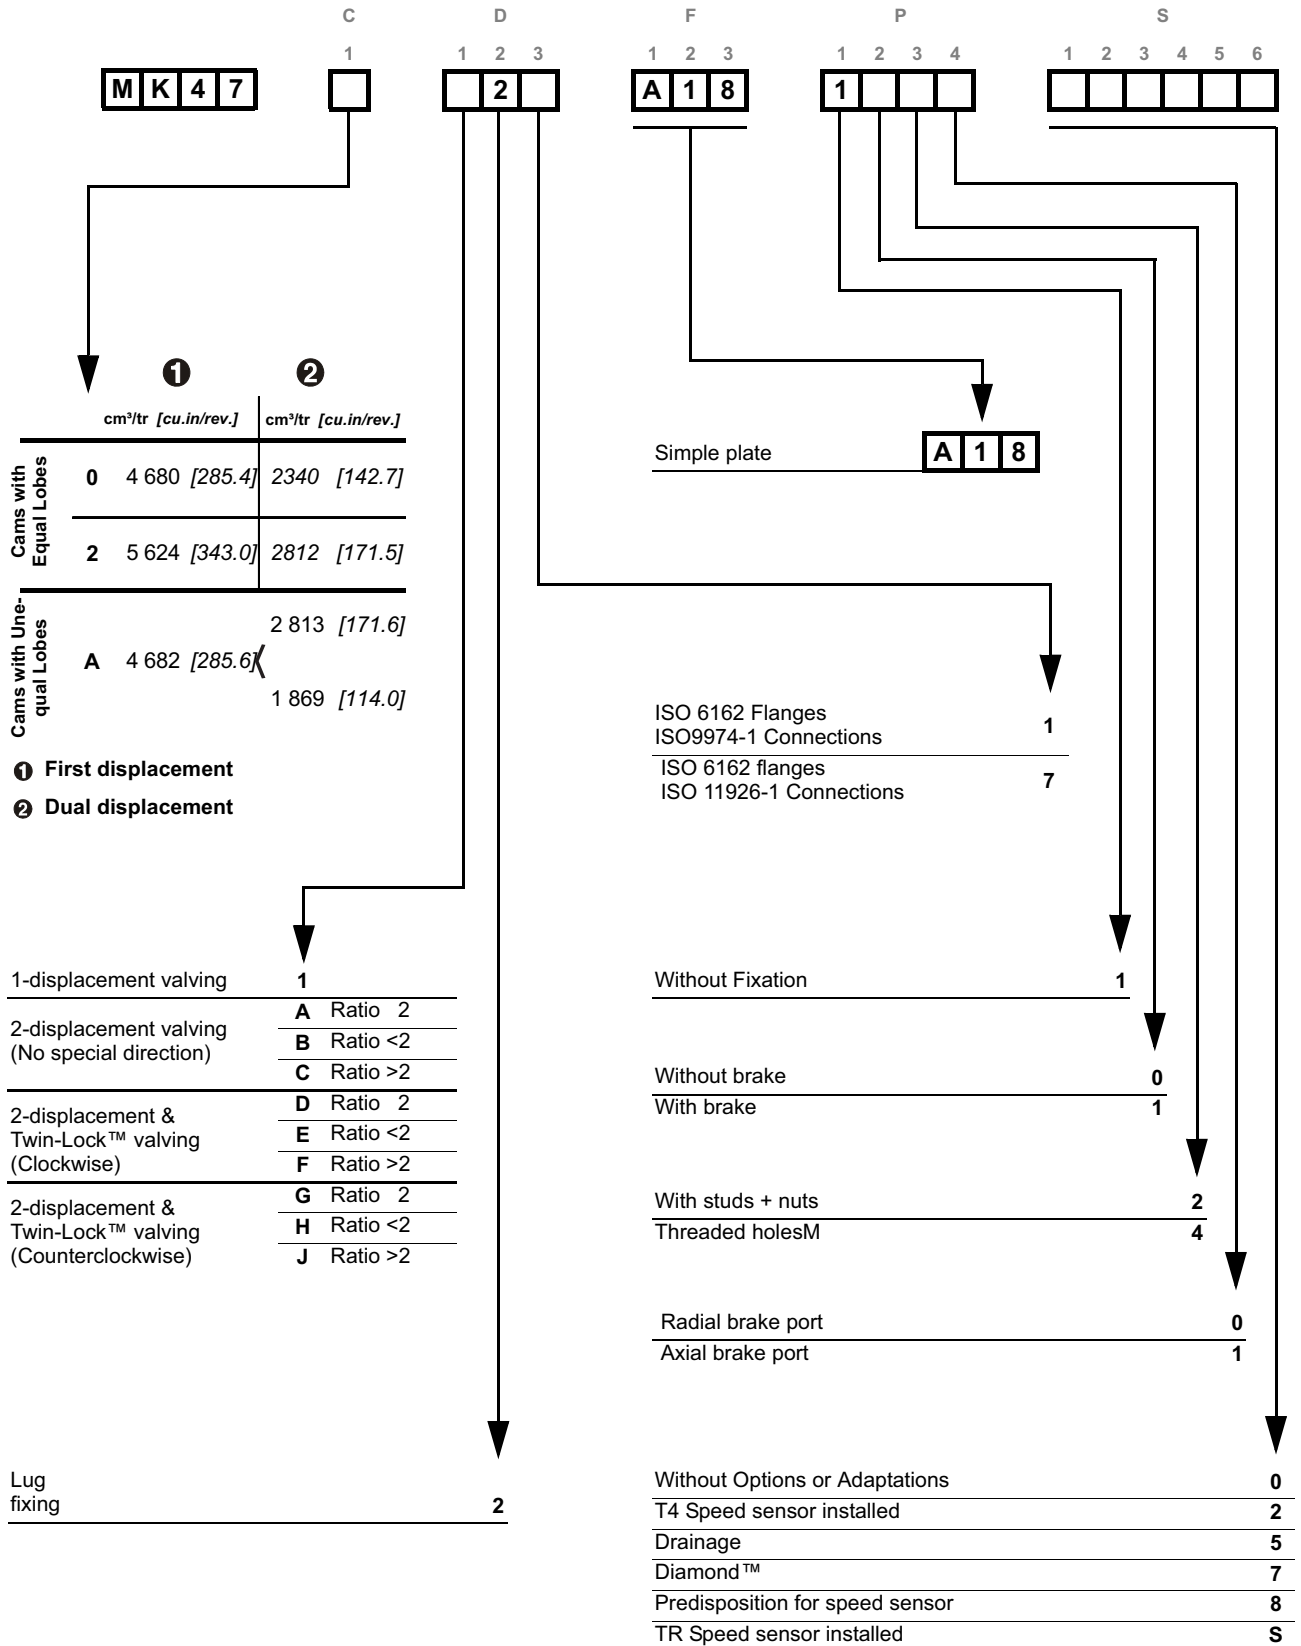 C D F P S
1 1 2 3 1 2 3 1 2 3 4 1 2 3 4 5 6
M K 4 7 2 A 1 8 1
❶ ❷
cm³/tr [cu.in/rev.] cm³/tr [cu.in/rev.]
Cams with
Equal Lobes
0 4 680 [285.4] 2340 [142.7]
2 5 624 [343.0] 2812 [171.5]
Cams with Une-
qual Lobes
2 813 [171.6]
A 4 682 [285.6]
1 869 [114.0]
❶ First displacement
❷ Dual displacement
Simple plate A 1 8
ISO 6162 Flanges
ISO9974-1 Connections 1
ISO 6162 flanges
ISO 11926-1 Connections 7
1-displacement valving 1
2-displacement valving
(No special direction)
A Ratio 2
B Ratio <2
C Ratio >2
2-displacement &
Twin-Lock™ valving
(Clockwise)
D Ratio 2
E Ratio <2
F Ratio >2
2-displacement &
Twin-Lock™ valving
(Counterclockwise)
G Ratio 2
H Ratio <2
J Ratio >2
Without Fixation 1
Without brake 0
With brake 1
With studs + nuts 2
Threaded holesM 4
Radial brake port 0
Axial brake port 1
Lug
fixing 2
Without Options or Adaptations 0
T4 Speed sensor installed 2
Drainage 5
Diamond™ 7
Predisposition for speed sensor 8
TR Speed sensor installed S